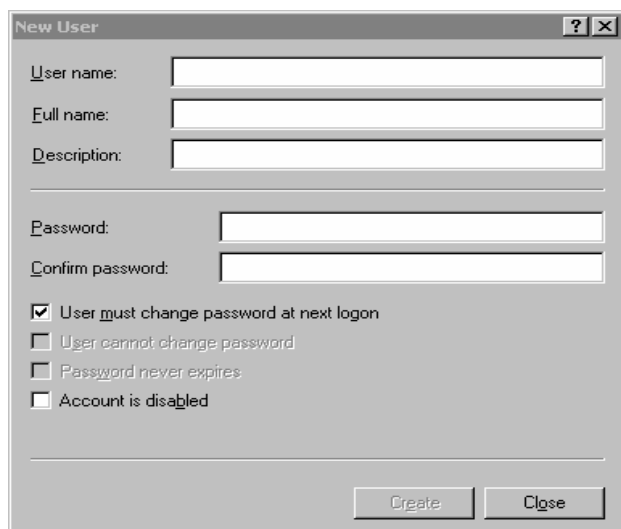 New User
User name:
Full name:
Description:
Password:
Confirm password:
User must change password at next logon
User cannot change password
Password never expires
Account is disabled
Create Close